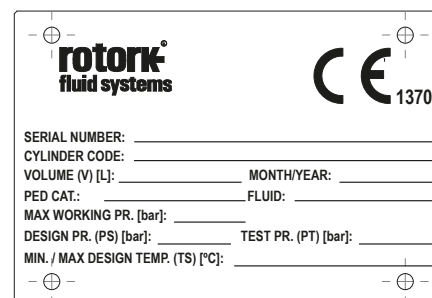 rotork®
fluid systems
CE 1370
SERIAL NUMBER:
CYLINDER CODE:
VOLUME (V) [L]: MONTH/YEAR:
PED CAT.: FLUID:
MAX WORKING PR. [bar]:
DESIGN PR. (PS) [bar]: TEST PR. (PT) [bar]:
MIN. / MAX DESIGN TEMP. (TS) [ºC]: